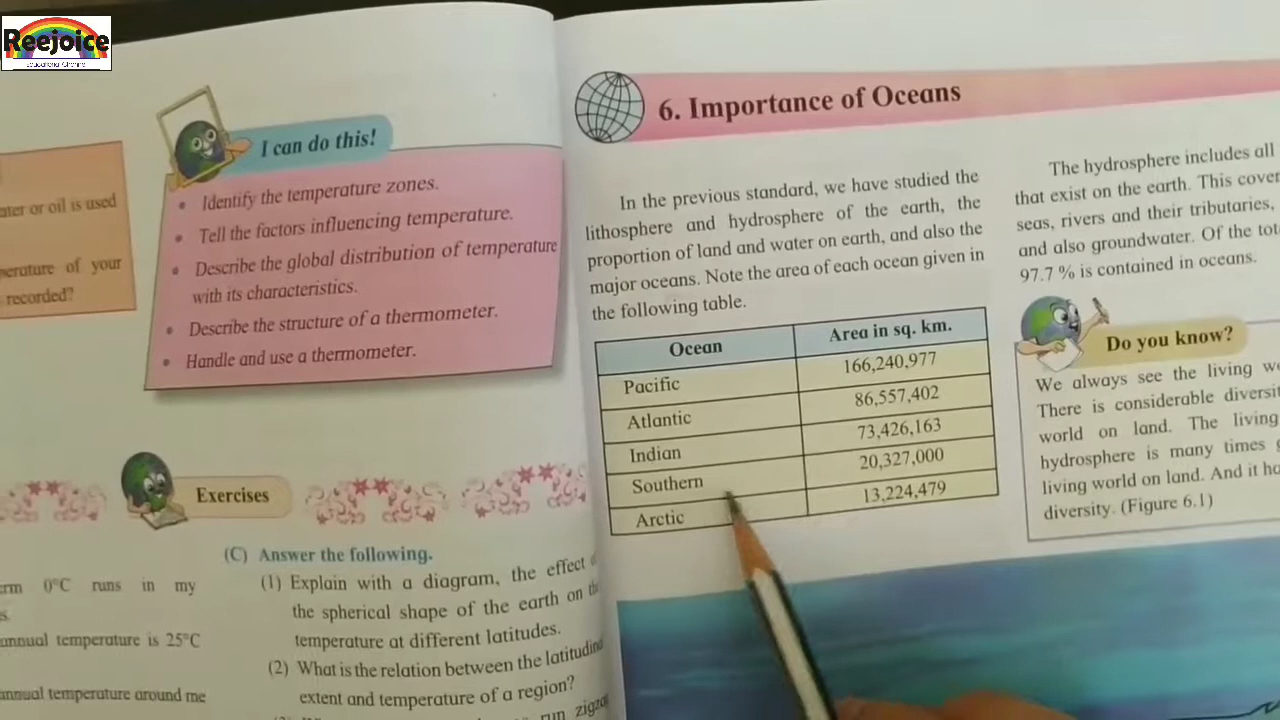 Reejoice
Educational Channel
ater or oil is used
perature of your
recorded?
I can do this!
• Identify the temperature zones.
• Tell the factors influencing temperature.
• Describe the global distribution of temperature
with its characteristics.
• Describe the structure of a thermometer.
• Handle and use a thermometer.
Exercises
erm 0°C runs in my
s.
annual temperature is 25°C
annual temperature around me
(C) Answer the following.
(1) Explain with a diagram, the effect
the spherical shape of the earth on
temperature at different latitudes.
(2) What is the relation between the latitudin
extent and temperature of a region?
run zigza
6. Importance of Oceans
In the previous standard, we have studied the
lithosphere and hydrosphere of the earth, the
proportion of land and water on earth, and also the
major oceans. Note the area of each ocean given in
the following table.
Ocean Area in sq. km.
Pacific 166,240,977
Atlantic 86,557,402
Indian 73,426,163
Southern 20,327,000
Arctic 13,224,479
The hydrosphere includes all
that exist on the earth. This cover
seas, rivers and their tributaries,
and also groundwater. Of the tot
97.7 % is contained in oceans.
Do you know?
We always see the living w
There is considerable diversit
world on land. The living
hydrosphere is many times g
living world on land. And it ha
diversity. (Figure 6.1)